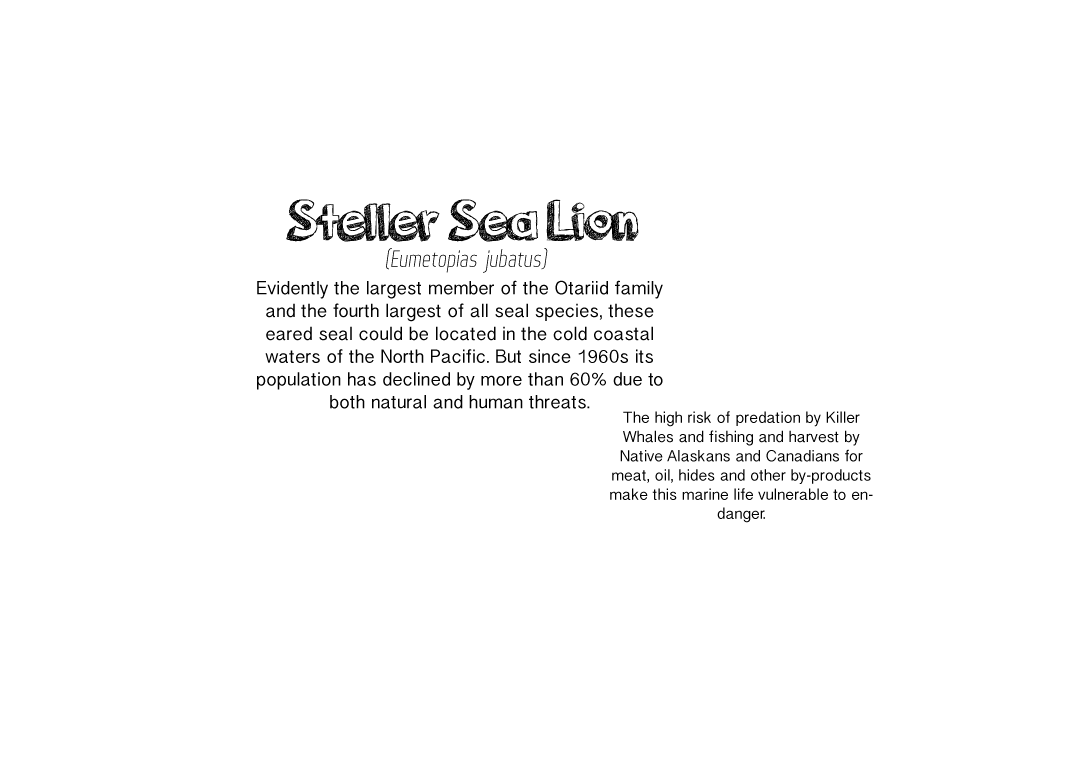 Steller Sea Lion
(Eumetopias jubatus)
Evidently the largest member of the Otariid family
and the fourth largest of all seal species, these
eared seal could be located in the cold coastal
waters of the North Pacific. But since 1960s its
population has declined by more than 60% due to
both natural and human threats.
The high risk of predation by Killer
Whales and fishing and harvest by
Native Alaskans and Canadians for
meat, oil, hides and other by-products
make this marine life vulnerable to en-
danger.